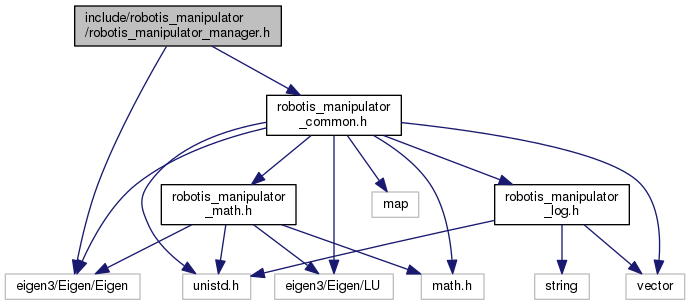 include/robotis_manipulator
/robotis_manipulator_manager.h
robotis_manipulator
_common.h
robotis_manipulator
_math.h
map
robotis_manipulator
_log.h
eigen3/Eigen/Eigen
unistd.h
eigen3/Eigen/LU
math.h
string
vector